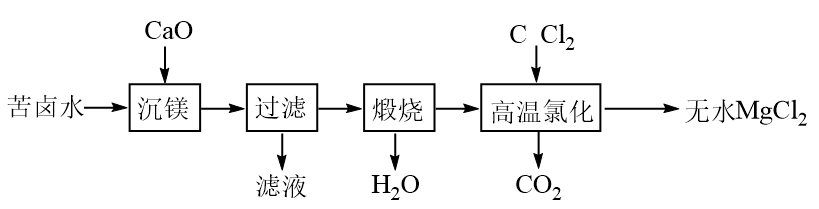 CaO
C Cl₂
苦卤水
沉镁
过滤
煅烧
高温氯化
无水MgCl₂
滤液
H₂O
CO₂